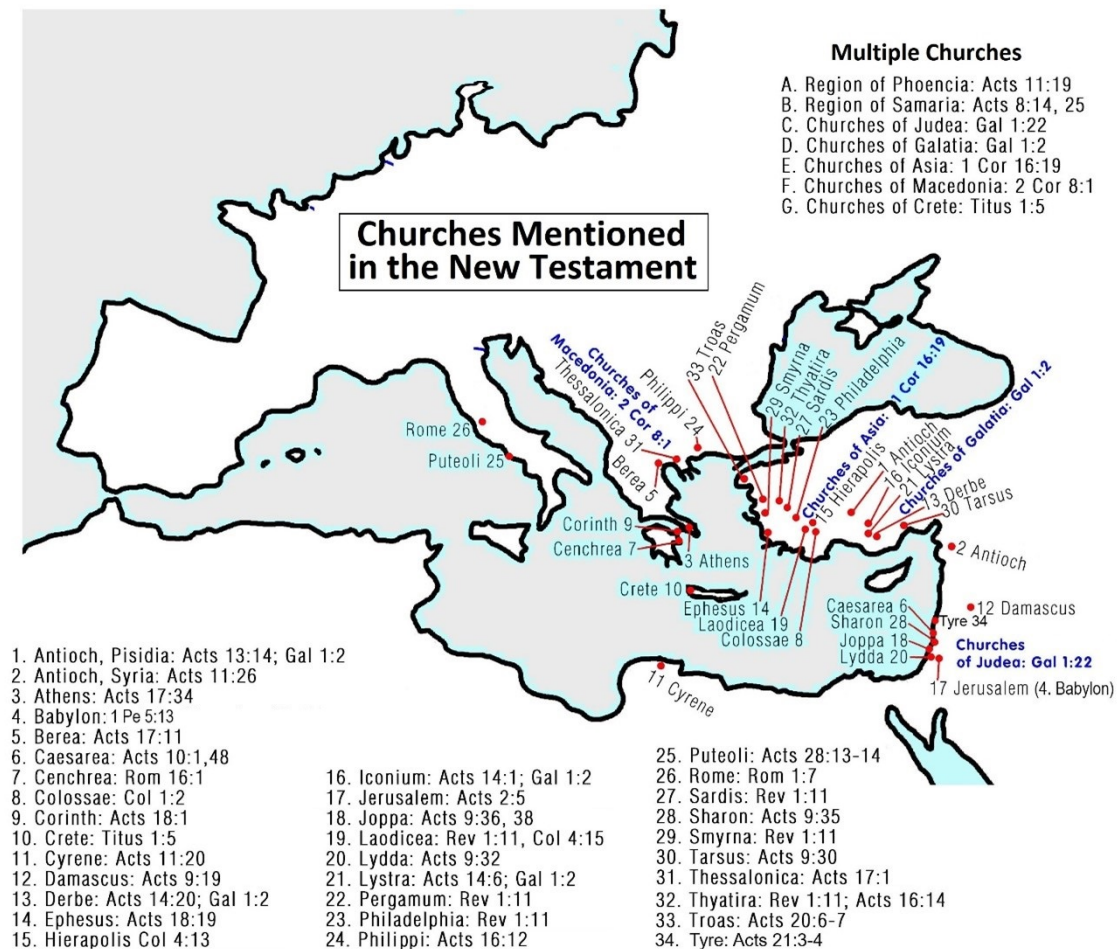 Multiple Churches
A. Region of Phoencia: Acts 11:19
B. Region of Samaria: Acts 8:14, 25
C. Churches of Judea: Gal 1:22
D. Churches of Galatia: Gal 1:2
E. Churches of Asia: 1 Cor 16:19
F. Churches of Macedonia: 2 Cor 8:1
G. Churches of Crete: Titus 1:5
Churches Mentioned
in the New Testament
33 Troas
22 Pergamum
29 Smyrna
32 Thyatira
27 Sardis
23 Philadelphia
Churches of Asia: 1 Cor 16:19
15 Hierapolis
1 Antioch
16 Iconium
21 Lystra
Churches of Galatia: Gal 1:2
13 Derbe
30 Tarsus
Churches of
Macedonia: 2 Cor 8:1
Thessalonica 31
Berea 5
Philippi 24
Rome 26
Puteoli 25
Corinth 9
Cenchrea 7
3 Athens
Crete 10
Ephesus 14
Laodicea 19
Colossae 8
2 Antioch
12 Damascus
Caesarea 6
Tyre 34
Sharon 28
Joppa 18
Lydda 20
Churches
of Judea: Gal 1:22
17 Jerusalem (4. Babylon)
11 Cyrene
1. Antioch, Pisidia: Acts 13:14; Gal 1:2
2. Antioch, Syria: Acts 11:26
3. Athens: Acts 17:34
4. Babylon: 1 Pe 5:13
5. Berea: Acts 17:11
6. Caesarea: Acts 10:1,48
7. Cenchrea: Rom 16:1
8. Colossae: Col 1:2
9. Corinth: Acts 18:1
10. Crete: Titus 1:5
11. Cyrene: Acts 11:20
12. Damascus: Acts 9:19
13. Derbe: Acts 14:20; Gal 1:2
14. Ephesus: Acts 18:19
15. Hierapolis Col 4:13
16. Iconium: Acts 14:1; Gal 1:2
17. Jerusalem: Acts 2:5
18. Joppa: Acts 9:36, 38
19. Laodicea: Rev 1:11, Col 4:15
20. Lydda: Acts 9:32
21. Lystra: Acts 14:6; Gal 1:2
22. Pergamum: Rev 1:11
23. Philadelphia: Rev 1:11
24. Philippi: Acts 16:12
25. Puteoli: Acts 28:13-14
26. Rome: Rom 1:7
27. Sardis: Rev 1:11
28. Sharon: Acts 9:35
29. Smyrna: Rev 1:11
30. Tarsus: Acts 9:30
31. Thessalonica: Acts 17:1
32. Thyatira: Rev 1:11; Acts 16:14
33. Troas: Acts 20:6-7
34. Tyre: Acts 21:3-4